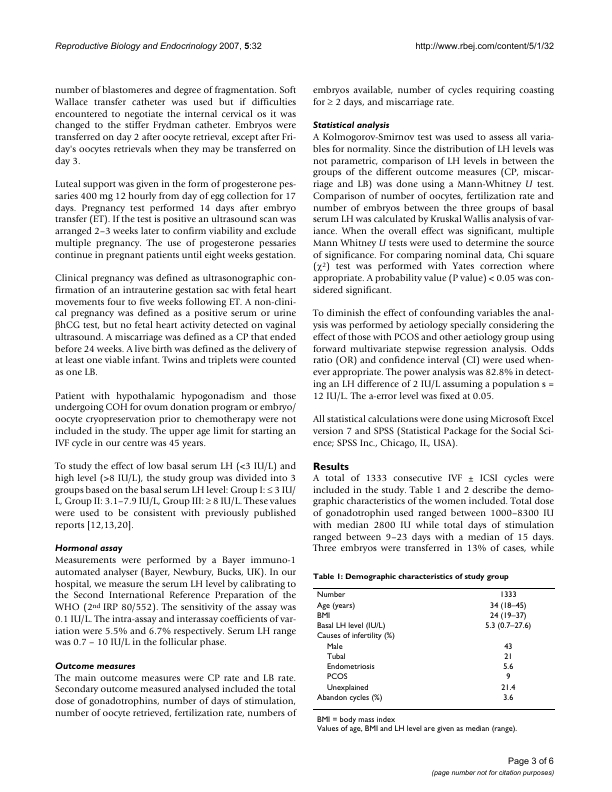 Reproductive Biology and Endocrinology 2007, 5:32
http://www.rbej.com/content/5/1/32
number of blastomeres and degree of fragmentation. Soft
Wallace transfer catheter was used but if difficulties
encountered to negotiate the internal cervical os it was
changed to the stiffer Frydman catheter. Embryos were
transferred on day 2 after oocyte retrieval, except after Fri-
day's oocytes retrievals when they may be transferred on
day 3.
Luteal support was given in the form of progesterone pes-
saries 400 mg 12 hourly from day of egg collection for 17
days. Pregnancy test performed 14 days after embryo
transfer (ET). If the test is positive an ultrasound scan was
arranged 2–3 weeks later to confirm viability and exclude
multiple pregnancy. The use of progesterone pessaries
continue in pregnant patients until eight weeks gestation.
Clinical pregnancy was defined as ultrasonographic con-
firmation of an intrauterine gestation sac with fetal heart
movements four to five weeks following ET. A non-clini-
cal pregnancy was defined as a positive serum or urine
βhCG test, but no fetal heart activity detected on vaginal
ultrasound. A miscarriage was defined as a CP that ended
before 24 weeks. A live birth was defined as the delivery of
at least one viable infant. Twins and triplets were counted
as one LB.
Patient with hypothalamic hypogonadism and those
undergoing COH for ovum donation program or embryo/
oocyte cryopreservation prior to chemotherapy were not
included in the study. The upper age limit for starting an
IVF cycle in our centre was 45 years.
To study the effect of low basal serum LH (<3 IU/L) and
high level (>8 IU/L), the study group was divided into 3
groups based on the basal serum LH level: Group I: ≤ 3 IU/
L, Group II: 3.1–7.9 IU/L, Group III: ≥ 8 IU/L. These values
were used to be consistent with previously published
reports [12,13,20].
Hormonal assay
Measurements were performed by a Bayer immuno-1
automated analyser (Bayer, Newbury, Bucks, UK). In our
hospital, we measure the serum LH level by calibrating to
the Second International Reference Preparation of the
WHO (2nd IRP 80/552). The sensitivity of the assay was
0.1 IU/L. The intra-assay and interassay coefficients of var-
iation were 5.5% and 6.7% respectively. Serum LH range
was 0.7 – 10 IU/L in the follicular phase.
Outcome measures
The main outcome measures were CP rate and LB rate.
Secondary outcome measured analysed included the total
dose of gonadotrophins, number of days of stimulation,
number of oocyte retrieved, fertilization rate, numbers of
embryos available, number of cycles requiring coasting
for ≥ 2 days, and miscarriage rate.
Statistical analysis
A Kolmogorov-Smirnov test was used to assess all varia-
bles for normality. Since the distribution of LH levels was
not parametric, comparison of LH levels in between the
groups of the different outcome measures (CP, miscar-
riage and LB) was done using a Mann-Whitney U test.
Comparison of number of oocytes, fertilization rate and
number of embryos between the three groups of basal
serum LH was calculated by Kruskal Wallis analysis of var-
iance. When the overall effect was significant, multiple
Mann Whitney U tests were used to determine the source
of significance. For comparing nominal data, Chi square
(χ2) test was performed with Yates correction where
appropriate. A probability value (P value) < 0.05 was con-
sidered significant.
To diminish the effect of confounding variables the anal-
ysis was performed by aetiology specially considering the
effect of those with PCOS and other aetiology group using
forward multivariate stepwise regression analysis. Odds
ratio (OR) and confidence interval (CI) were used when-
ever appropriate. The power analysis was 82.8% in detect-
ing an LH difference of 2 IU/L assuming a population s =
12 IU/L. The a-error level was fixed at 0.05.
All statistical calculations were done using Microsoft Excel
version 7 and SPSS (Statistical Package for the Social Sci-
ence; SPSS Inc., Chicago, IL, USA).
Results
A total of 1333 consecutive IVF ± ICSI cycles were
included in the study. Table 1 and 2 describe the demo-
graphic characteristics of the women included. Total dose
of gonadotrophin used ranged between 1000–8300 IU
with median 2800 IU while total days of stimulation
ranged between 9–23 days with a median of 15 days.
Three embryos were transferred in 13% of cases, while
Table 1: Demographic characteristics of study group
Number 1333
Age (years) 34 (18–45)
BMI 24 (19–37)
Basal LH level (IU/L) 5.3 (0.7–27.6)
Causes of infertility (%)
Male 43
Tubal 21
Endometriosis 5.6
PCOS 9
Unexplained 21.4
Abandon cycles (%) 3.6
BMI = body mass index
Values of age, BMI and LH level are given as median (range).
Page 3 of 6
(page number not for citation purposes)